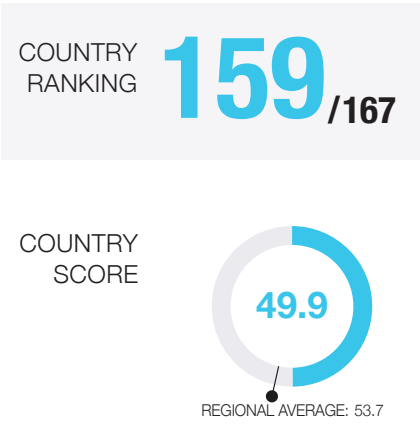 COUNTRY
RANKING
159/167
COUNTRY
SCORE
49.9
REGIONAL AVERAGE: 53.7